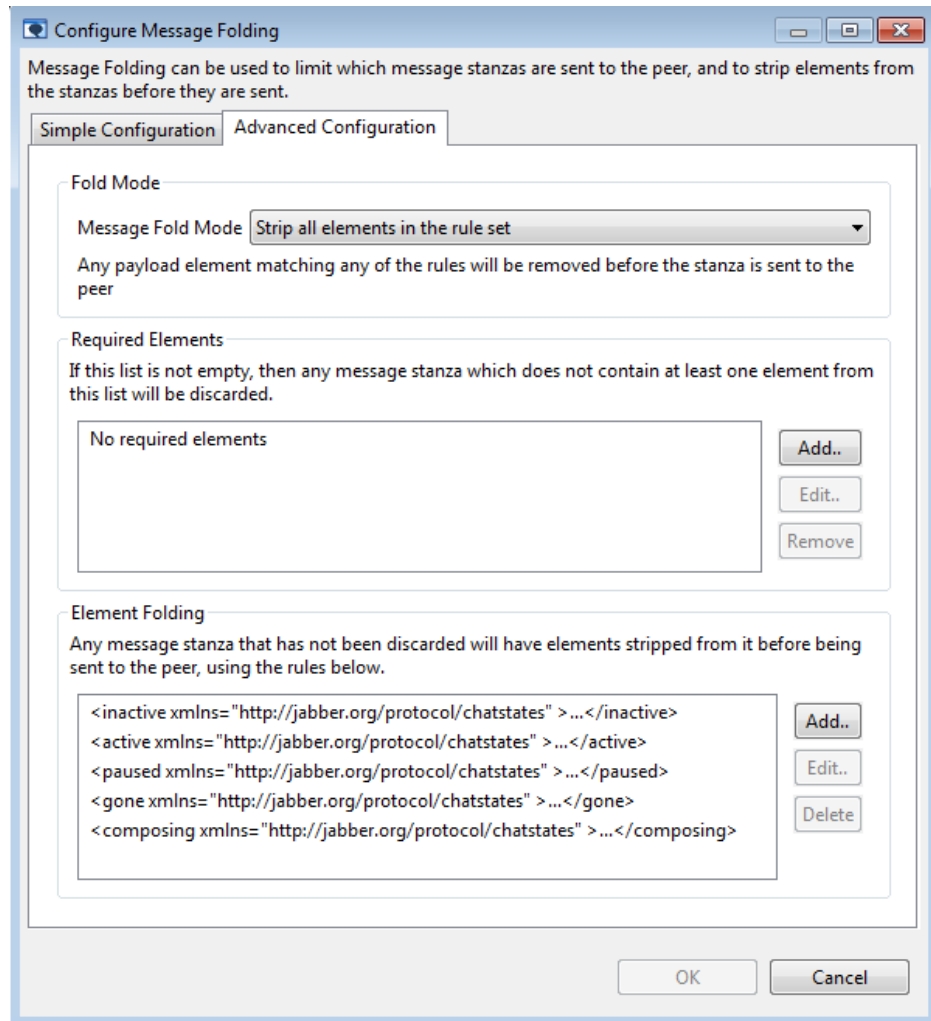 Configure Message Folding
Message Folding can be used to limit which message stanzas are sent to the peer, and to strip elements from
the stanzas before they are sent.
Simple Configuration
Advanced Configuration
Fold Mode
Message Fold Mode Strip all elements in the rule set
Any payload element matching any of the rules will be removed before the stanza is sent to the
peer
Required Elements
If this list is not empty, then any message stanza which does not contain at least one element from
this list will be discarded.
No required elements
Add..
Edit..
Remove
Element Folding
Any message stanza that has not been discarded will have elements stripped from it before being
sent to the peer, using the rules below.
<inactive xmlns="http://jabber.org/protocol/chatstates" >...</inactive>
<active xmlns="http://jabber.org/protocol/chatstates" >...</active>
<paused xmlns="http://jabber.org/protocol/chatstates" >...</paused>
<gone xmlns="http://jabber.org/protocol/chatstates" >...</gone>
<composing xmlns="http://jabber.org/protocol/chatstates" >...</composing>
Add..
Edit..
Delete
OK
Cancel